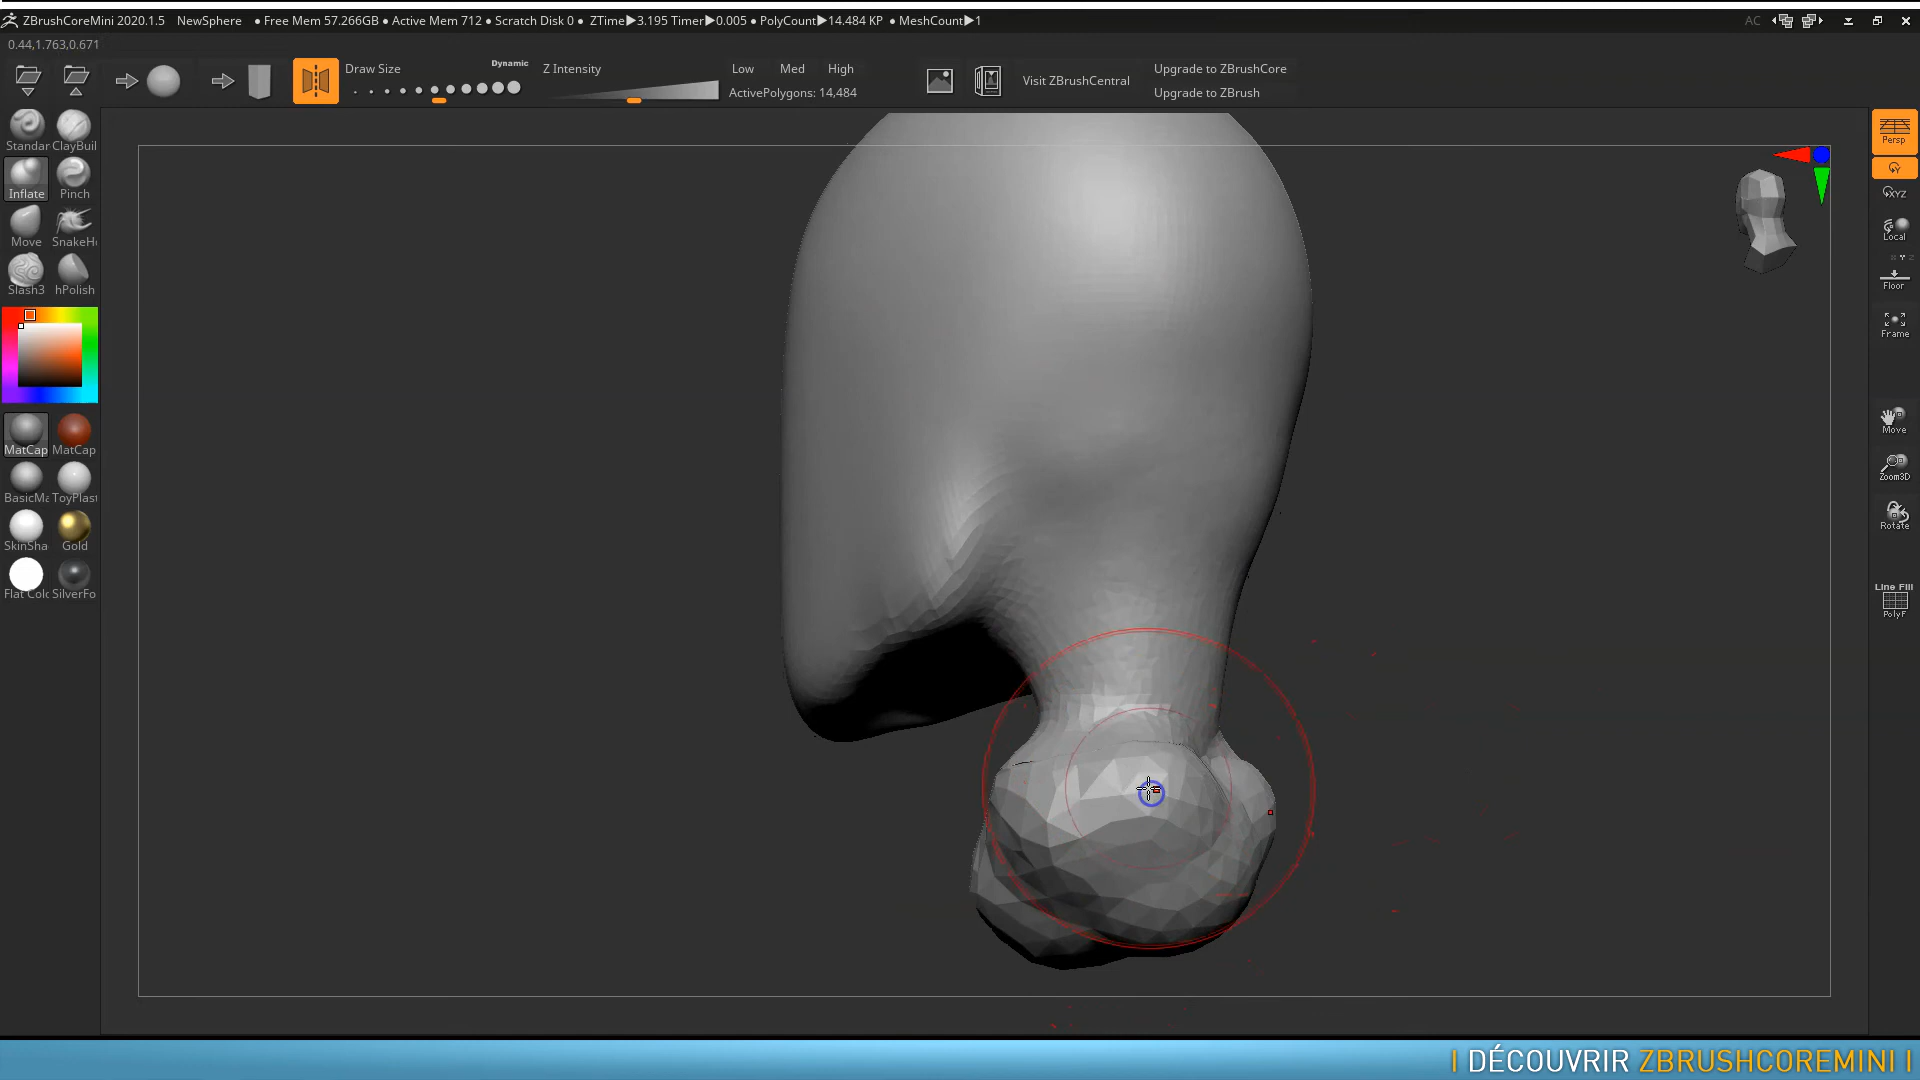 ZBrushCoreMini 2020.1.5 NewSphere • Free Mem 57.266GB • Active Mem 712 • Scratch Disk 0 • ZTime▶3.195 Timer▶0.005 • PolyCount▶14.484 KP • MeshCount▶1 AC
0.44,1.763,0.671
Draw Size Dynamic
Z Intensity
Low Med High
ActivePolygons: 14,484
Visit ZBrushCentral
Upgrade to ZBrushCore
Upgrade to ZBrush
Standar ClayBuil
Inflate Pinch
Move SnakeH
Slash3 hPolish
MatCap MatCap
BasicMa ToyPlast
SkinSha Gold
Flat Colo SilverFo
Persp
XYZ
Local
Floor
Frame
Move
Zoom3D
Rotate
Line Fill
PolyF
| DÉCOUVRIR ZBRUSHCOREMINI |